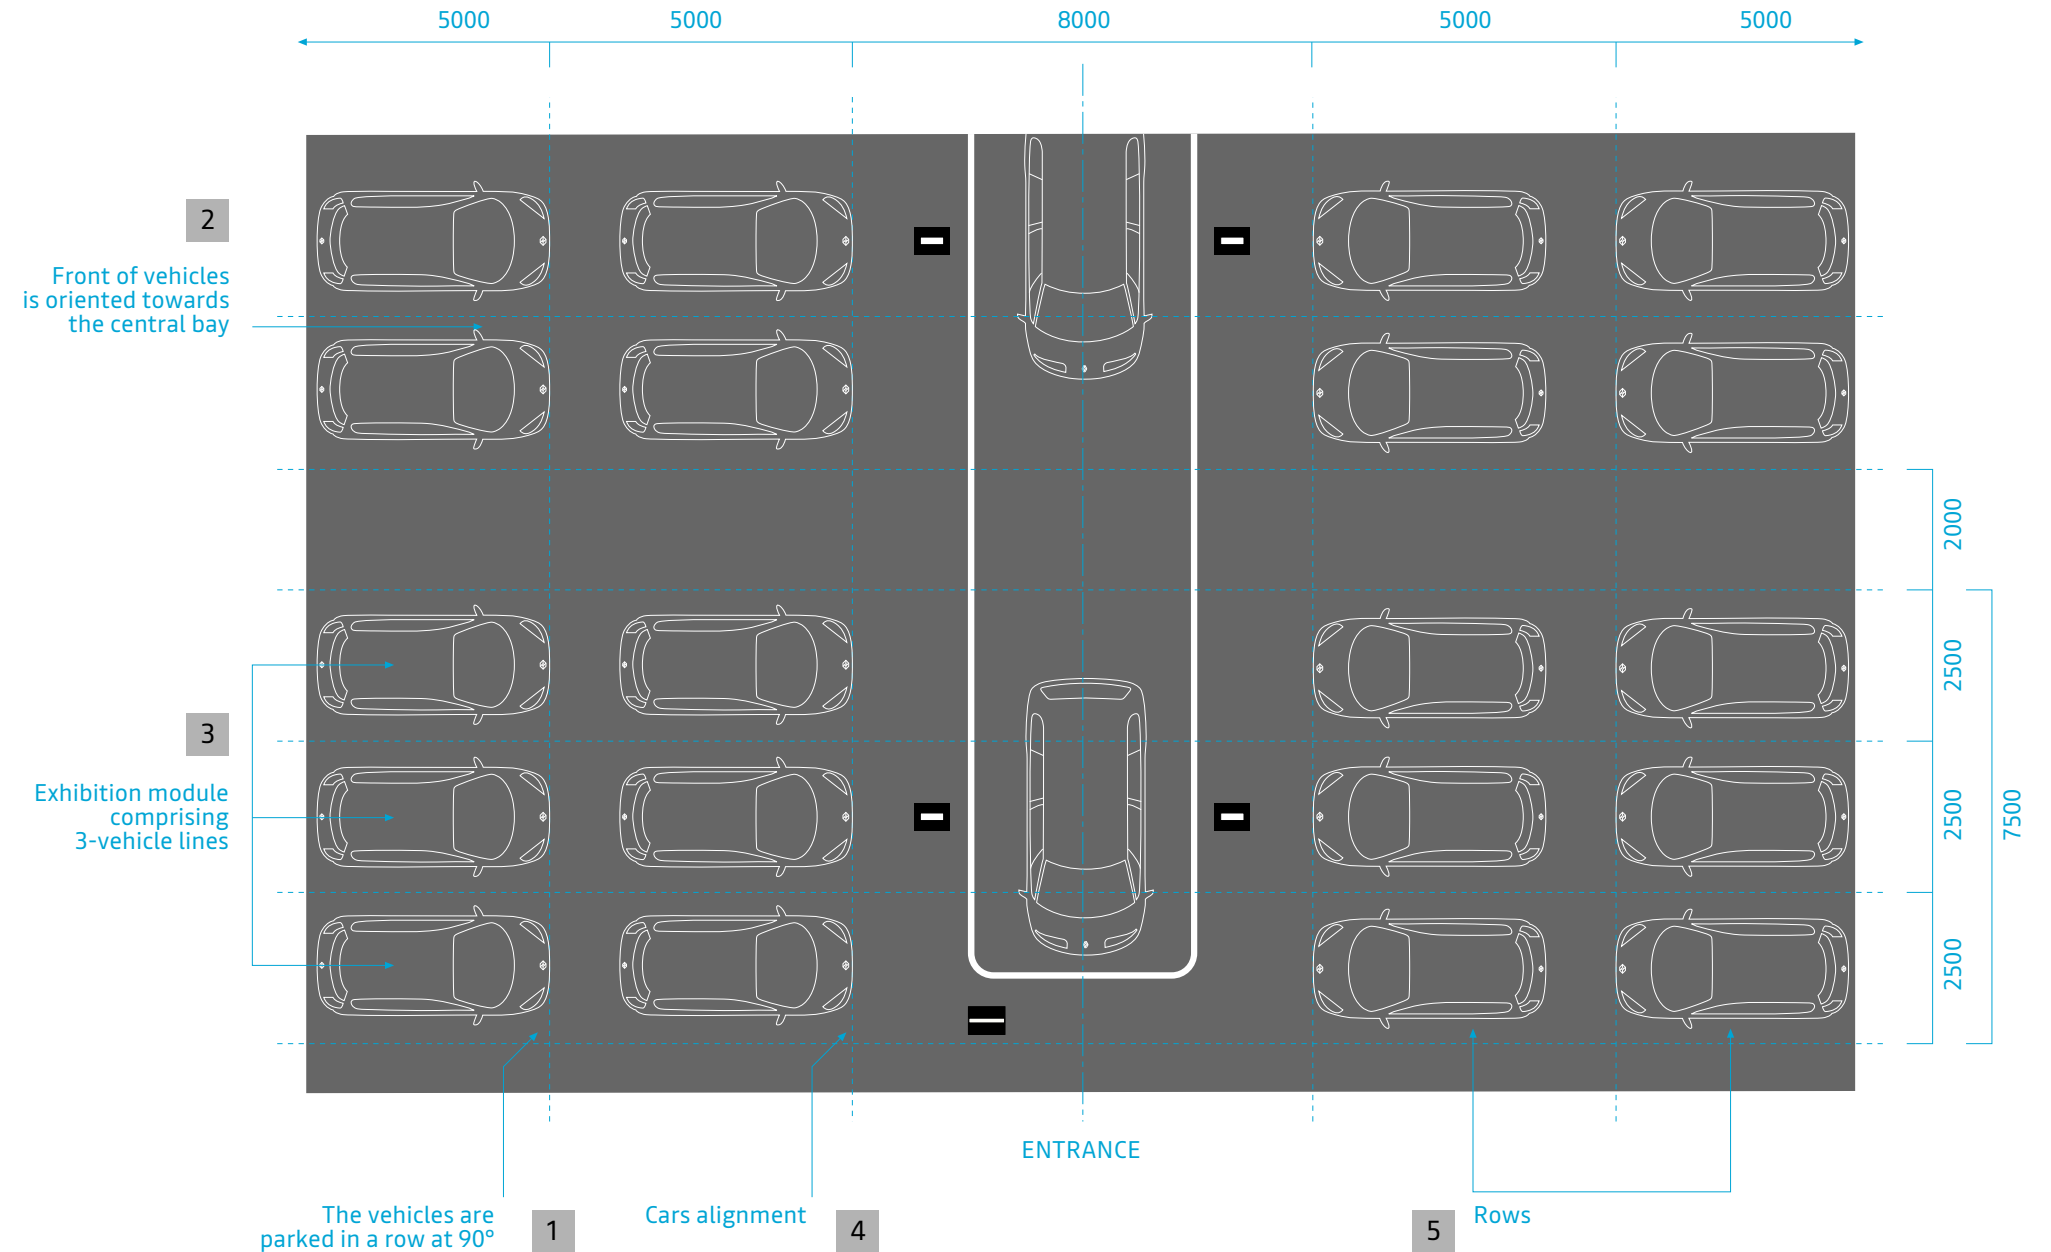 5000
5000
8000
5000
5000
2
Front of vehicles
is oriented towards
the central bay
2000
2500
3
Exhibition module
comprising
3-vehicle lines
2500
7500
2500
ENTRANCE
The vehicles are
parked in a row at 90°
1
Cars alignment
4
5
Rows